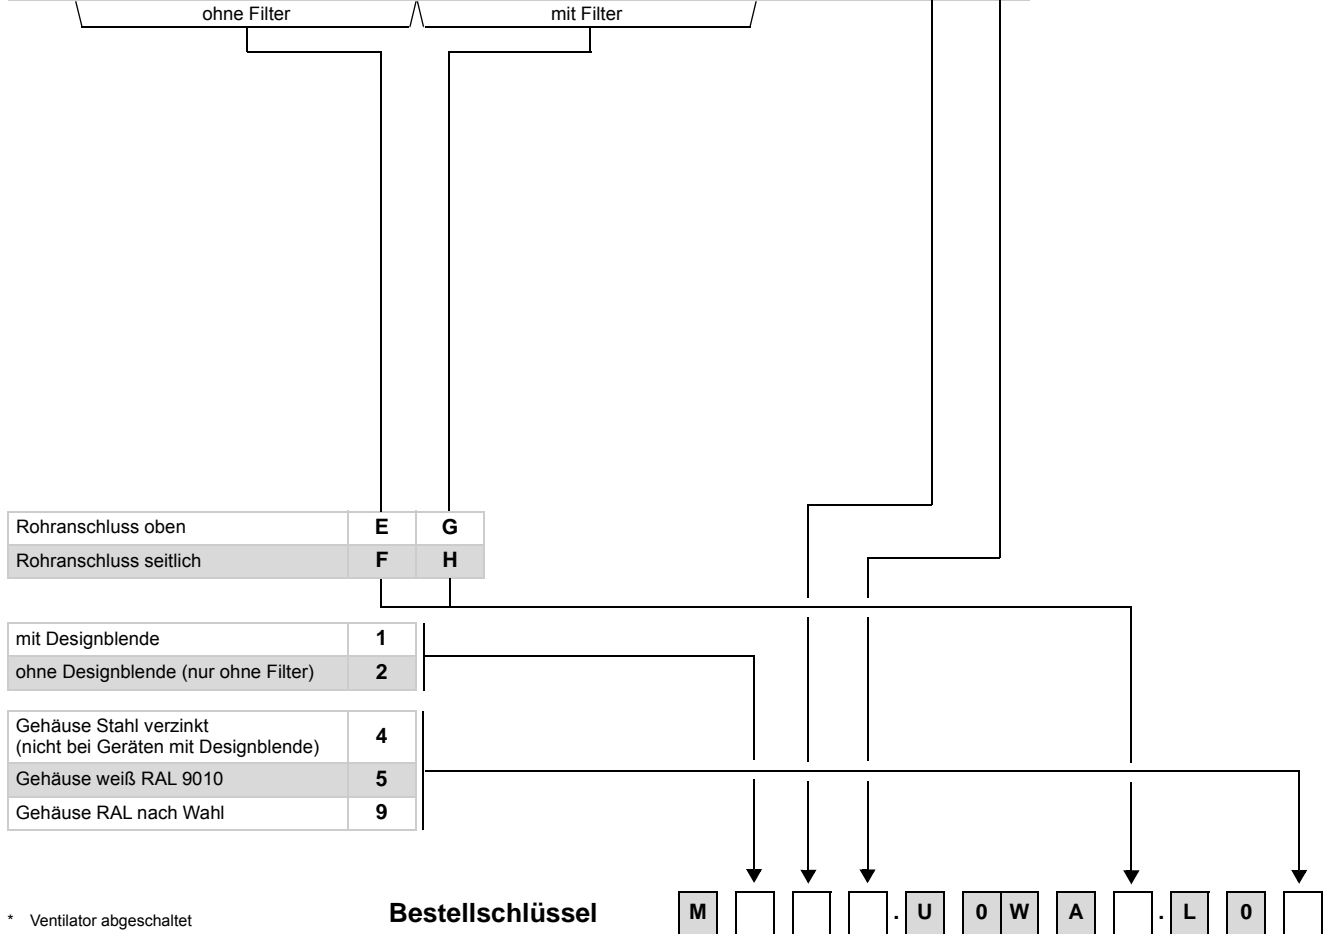 ohne Filter mit Filter
Rohranschluss oben E G
Rohranschluss seitlich F H
mit Designblende 1
ohne Designblende (nur ohne Filter) 2
Gehäuse Stahl verzinkt
(nicht bei Geräten mit Designblende) 4
Gehäuse weiß RAL 9010 5
Gehäuse RAL nach Wahl 9
* Ventilator abgeschaltet Bestellschlüssel M . U 0 W A . L 0